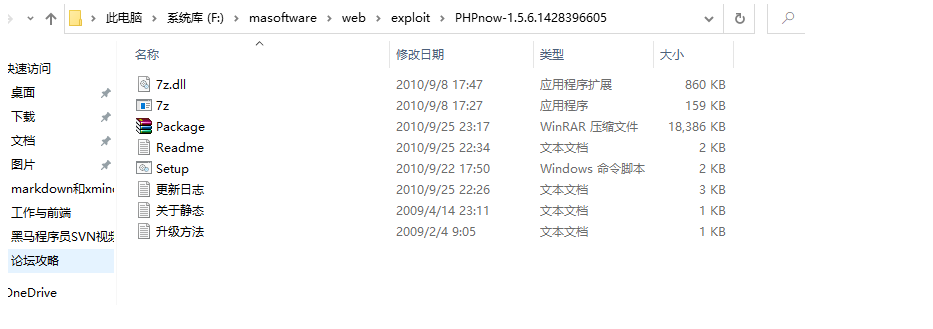 此电脑 › 系统库 (F:) › masoftware › web › exploit › PHPnow-1.5.6.1428396605
名称 修改日期 类型 大小
快速访问
桌面
下载
文档
图片
markdown和xmin
工作与前端
黑马程序员SVN视频
论坛攻略
OneDrive
7z.dll 2010/9/8 17:47 应用程序扩展 860 KB
7z 2010/9/8 17:27 应用程序 159 KB
Package 2010/9/25 23:17 WinRAR 压缩文件 18,386 KB
Readme 2010/9/25 22:34 文本文档 2 KB
Setup 2010/9/22 17:50 Windows 命令脚本 2 KB
更新日志 2010/9/25 22:26 文本文档 3 KB
关于静态 2009/4/14 23:11 文本文档 1 KB
升级方法 2009/2/4 9:05 文本文档 1 KB